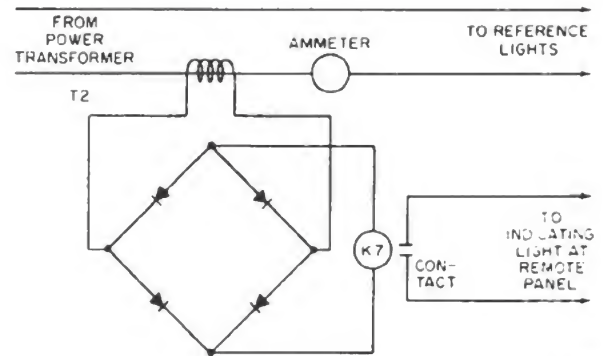 FROM
POWER
TRANSFORMER
AMMETER
TO REFERENCE
LIGHTS
T2
K7
CON-
TACT
TO
INDICATING
LIGHT AT
REMOTE
PANEL